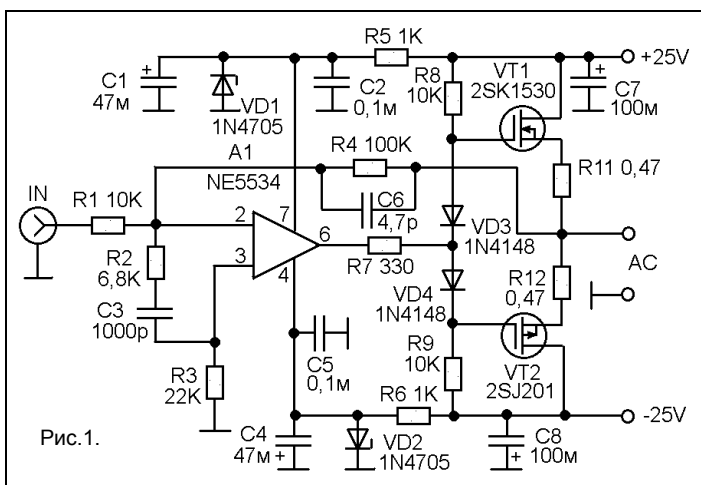 R5 1K
+25V
C1
47м
+
VD1
1N4705
C2
0,1м
R8
10K
VT1
2SK1530
C7
100м
+
A1
NE5534
R4 100K
R11 0,47
IN
R1 10K
C6
4,7p
2
7
6
3
4
R2
6,8K
R7 330
VD3
1N4148
VD4
1N4148
AC
R12
0,47
C3
1000p
C5
0,1м
R9
10K
VT2
2SJ201
R3
22K
R6 1K
-25V
Рис.1.
C4
47м
+
VD2
1N4705
C8
100м
+